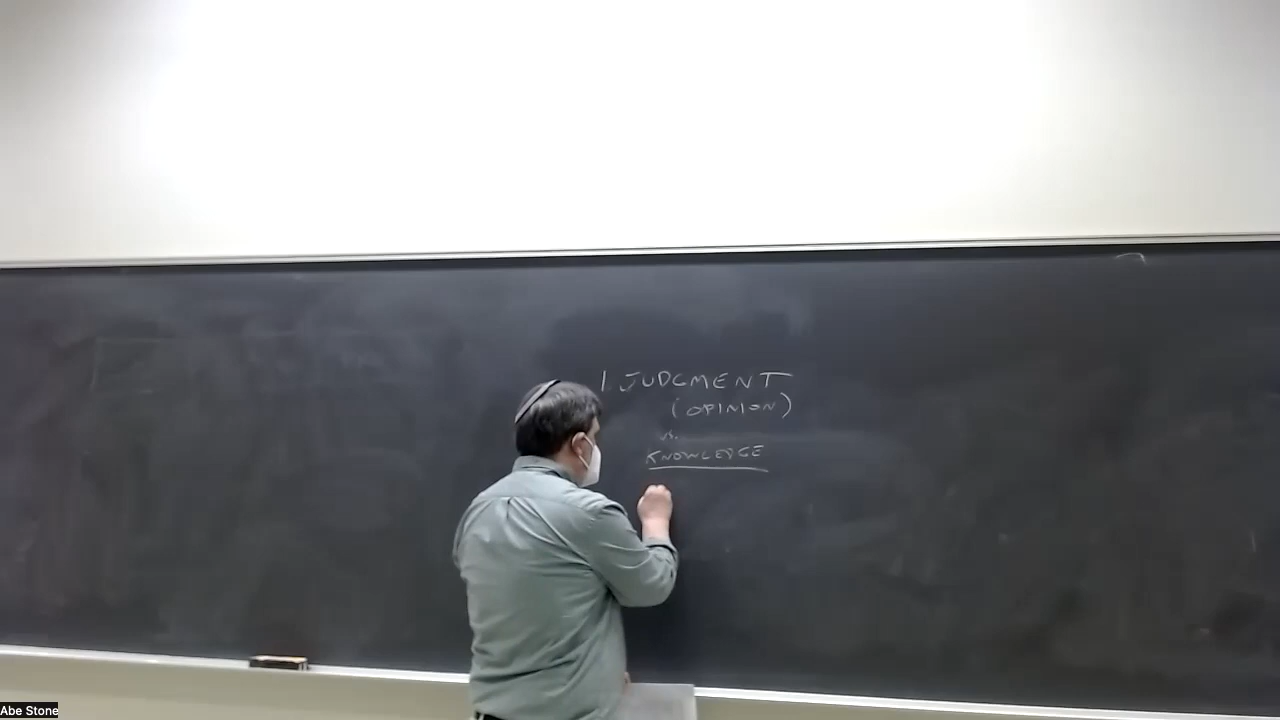 1. JUDGMENT
(OPINION)
vs.
KNOWLEDGE
Abe Stone